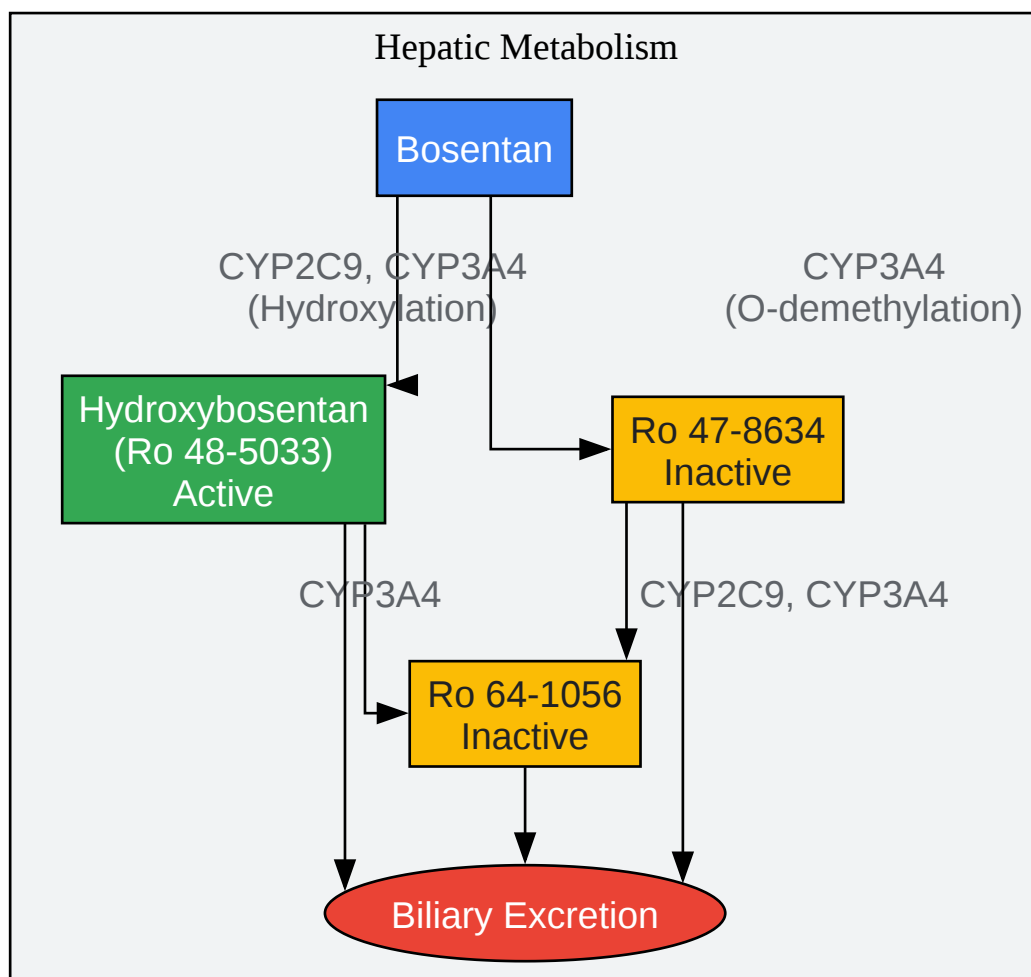 Hepatic Metabolism
Bosentan
CYP2C9, CYP3A4
(Hydroxylation)
CYP3A4
(O-demethylation)
Hydroxybosentan
(Ro 48-5033)
Active
Ro 47-8634
Inactive
CYP3A4
CYP2C9, CYP3A4
Ro 64-1056
Inactive
Biliary Excretion